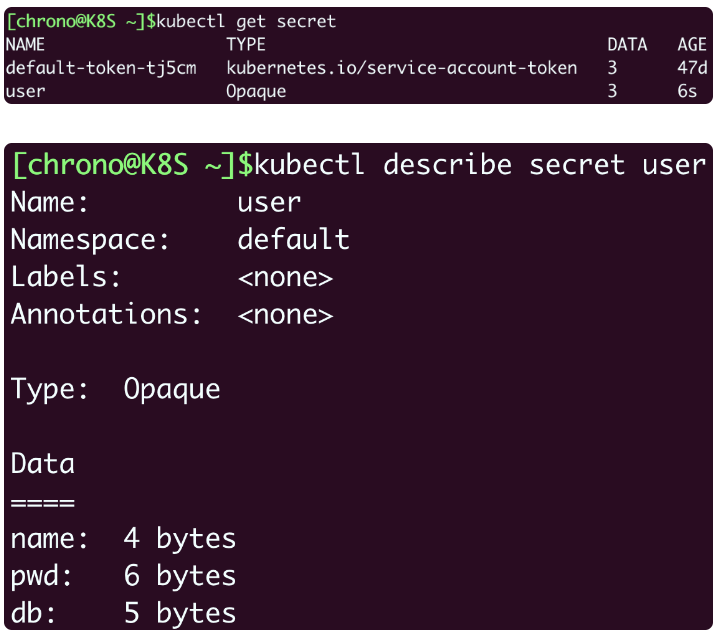 [chrono@K8S ~]$kubectl get secret
NAME TYPE DATA AGE
default-token-tj5cm kubernetes.io/service-account-token 3 47d
user Opaque 3 6s
[chrono@K8S ~]$kubectl describe secret user
Name: user
Namespace: default
Labels: <none>
Annotations: <none>
Type: Opaque
Data
====
name: 4 bytes
pwd: 6 bytes
db: 5 bytes